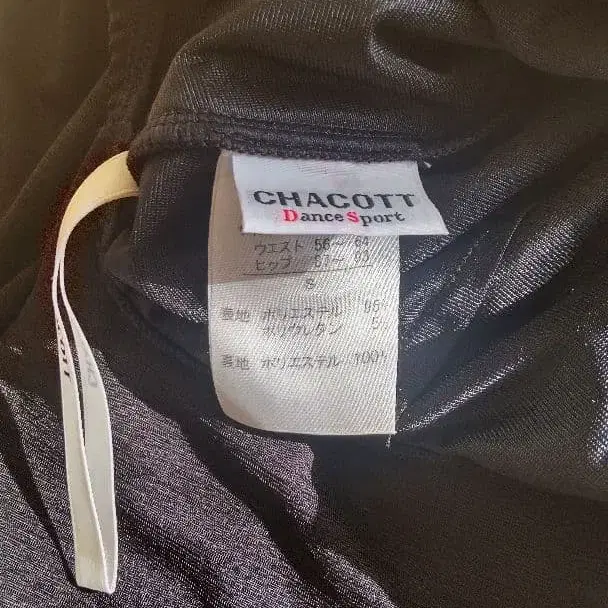 CHACOTT
Dance Sport
ウエスト 56〜64
ヒップ 87〜93
S
表地 ポリエステル 95%
ポリウレタン 5%
裏地 ポリエステル 100%